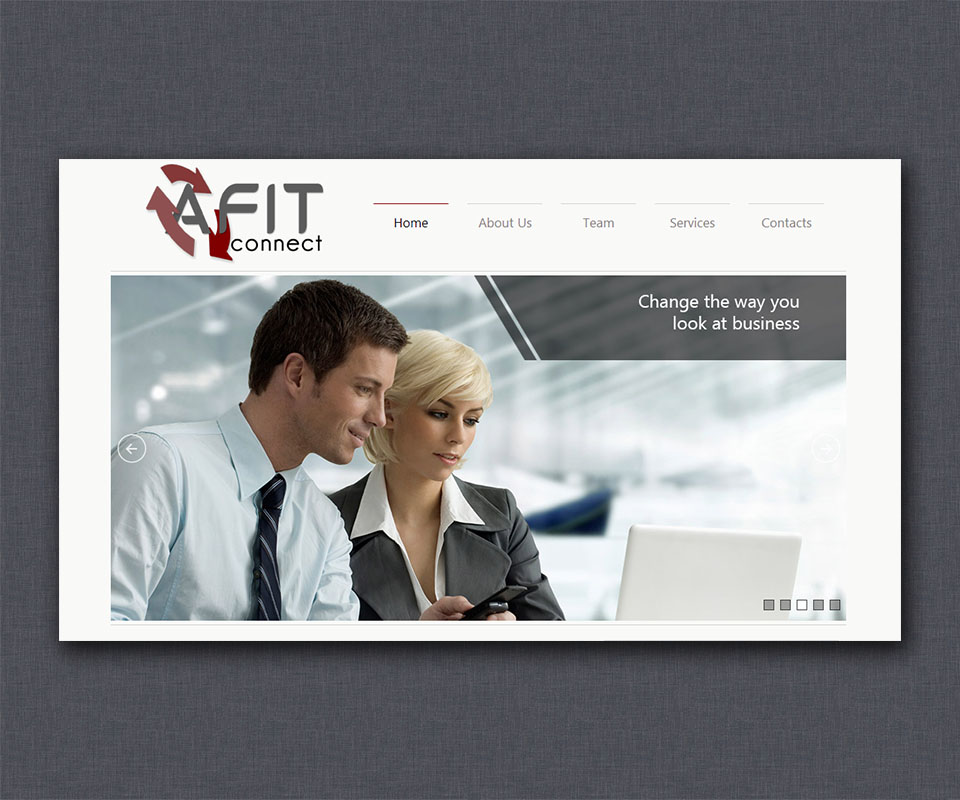 AFIT
connect
Home About Us Team Services Contacts
Change the way you
look at business